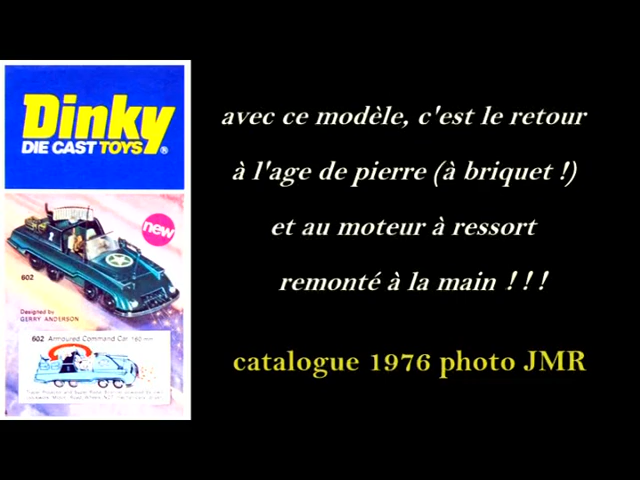 Dinky
DIE CAST TOYS®
new
602
Designed by
GERRY ANDERSON
602 Armoured Command Car 160 mm
avec ce modèle, c'est le retour
à l'age de pierre (à briquet !)
et au moteur à ressort
remonté à la main ! ! !
catalogue 1976 photo JMR